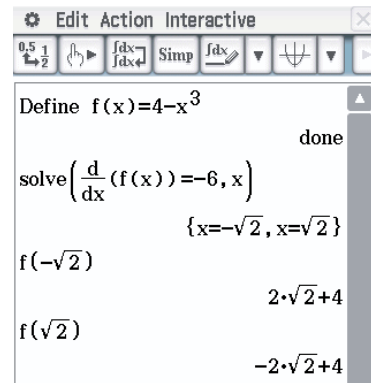 Edit Action Interactive
0.5 1 2 ∫dx ∫dx Simp ∫dx
Define f(x)=4-x³
done
solve(d/dx(f(x))=-6,x)
{x=-√2,x=√2}
f(-√2)
2·√2+4
f(√2)
-2·√2+4